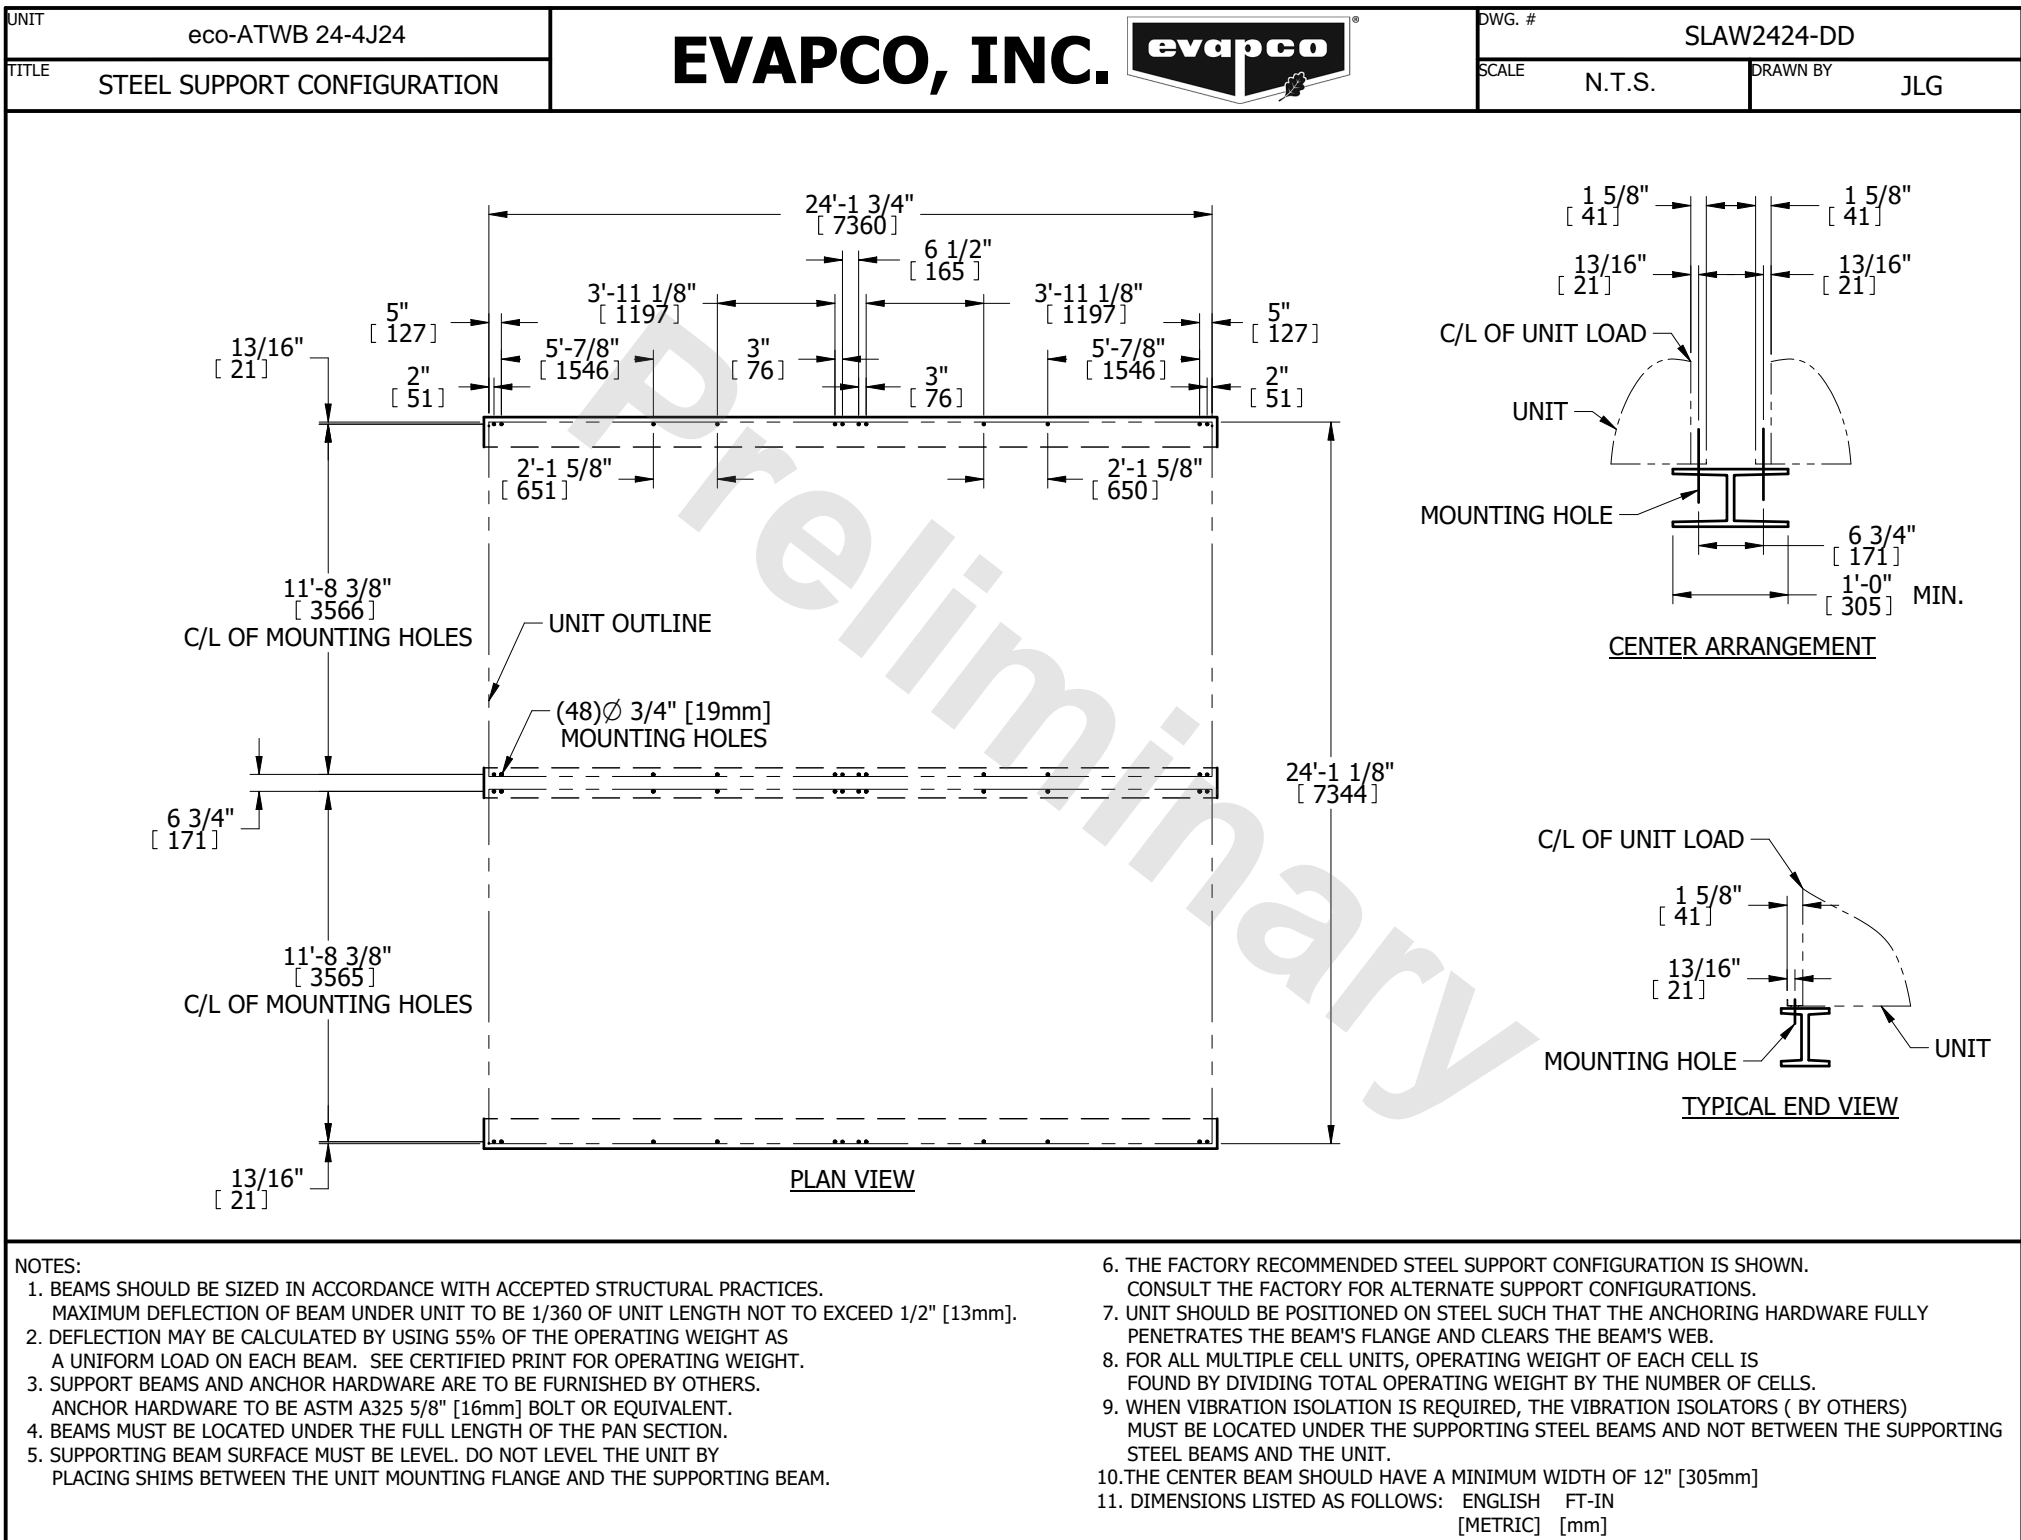 UNIT
eco-ATWB 24-4J24
TITLE
STEEL SUPPORT CONFIGURATION
EVAPCO, INC.
evapco
®
DWG. #
SLAW2424-DD
SCALE
N.T.S.
DRAWN BY
JLG
24'-1 3/4"
[ 7360 ]
6 1/2"
[ 165 ]
3'-11 1/8"
[ 1197 ]
3'-11 1/8"
[ 1197 ]
5"
[ 127 ]
5"
[ 127 ]
13/16"
[ 21 ]
5'-7/8"
[ 1546 ]
3"
[ 76 ]
5'-7/8"
[ 1546 ]
2"
[ 51 ]
3"
[ 76 ]
2"
[ 51 ]
2'-1 5/8"
[ 651 ]
2'-1 5/8"
[ 650 ]
11'-8 3/8"
[ 3566 ]
C/L OF MOUNTING HOLES
UNIT OUTLINE
(48)Ø 3/4" [19mm]
MOUNTING HOLES
6 3/4"
[ 171 ]
24'-1 1/8"
[ 7344 ]
11'-8 3/8"
[ 3565 ]
C/L OF MOUNTING HOLES
13/16"
[ 21 ]
PLAN VIEW
Preliminary
1 5/8"
[ 41 ]
1 5/8"
[ 41 ]
13/16"
[ 21 ]
13/16"
[ 21 ]
C/L OF UNIT LOAD
UNIT
MOUNTING HOLE
6 3/4"
[ 171 ]
1'-0"
[ 305 ] MIN.
CENTER ARRANGEMENT
C/L OF UNIT LOAD
1 5/8"
[ 41 ]
13/16"
[ 21 ]
MOUNTING HOLE
UNIT
TYPICAL END VIEW
NOTES:
1. BEAMS SHOULD BE SIZED IN ACCORDANCE WITH ACCEPTED STRUCTURAL PRACTICES.
MAXIMUM DEFLECTION OF BEAM UNDER UNIT TO BE 1/360 OF UNIT LENGTH NOT TO EXCEED 1/2" [13mm].
2. DEFLECTION MAY BE CALCULATED BY USING 55% OF THE OPERATING WEIGHT AS
A UNIFORM LOAD ON EACH BEAM. SEE CERTIFIED PRINT FOR OPERATING WEIGHT.
3. SUPPORT BEAMS AND ANCHOR HARDWARE ARE TO BE FURNISHED BY OTHERS.
ANCHOR HARDWARE TO BE ASTM A325 5/8" [16mm] BOLT OR EQUIVALENT.
4. BEAMS MUST BE LOCATED UNDER THE FULL LENGTH OF THE PAN SECTION.
5. SUPPORTING BEAM SURFACE MUST BE LEVEL. DO NOT LEVEL THE UNIT BY
PLACING SHIMS BETWEEN THE UNIT MOUNTING FLANGE AND THE SUPPORTING BEAM.
6. THE FACTORY RECOMMENDED STEEL SUPPORT CONFIGURATION IS SHOWN.
CONSULT THE FACTORY FOR ALTERNATE SUPPORT CONFIGURATIONS.
7. UNIT SHOULD BE POSITIONED ON STEEL SUCH THAT THE ANCHORING HARDWARE FULLY
PENETRATES THE BEAM'S FLANGE AND CLEARS THE BEAM'S WEB.
8. FOR ALL MULTIPLE CELL UNITS, OPERATING WEIGHT OF EACH CELL IS
FOUND BY DIVIDING TOTAL OPERATING WEIGHT BY THE NUMBER OF CELLS.
9. WHEN VIBRATION ISOLATION IS REQUIRED, THE VIBRATION ISOLATORS ( BY OTHERS)
MUST BE LOCATED UNDER THE SUPPORTING STEEL BEAMS AND NOT BETWEEN THE SUPPORTING
STEEL BEAMS AND THE UNIT.
10.THE CENTER BEAM SHOULD HAVE A MINIMUM WIDTH OF 12" [305mm]
11. DIMENSIONS LISTED AS FOLLOWS: ENGLISH FT-IN
[METRIC] [mm]